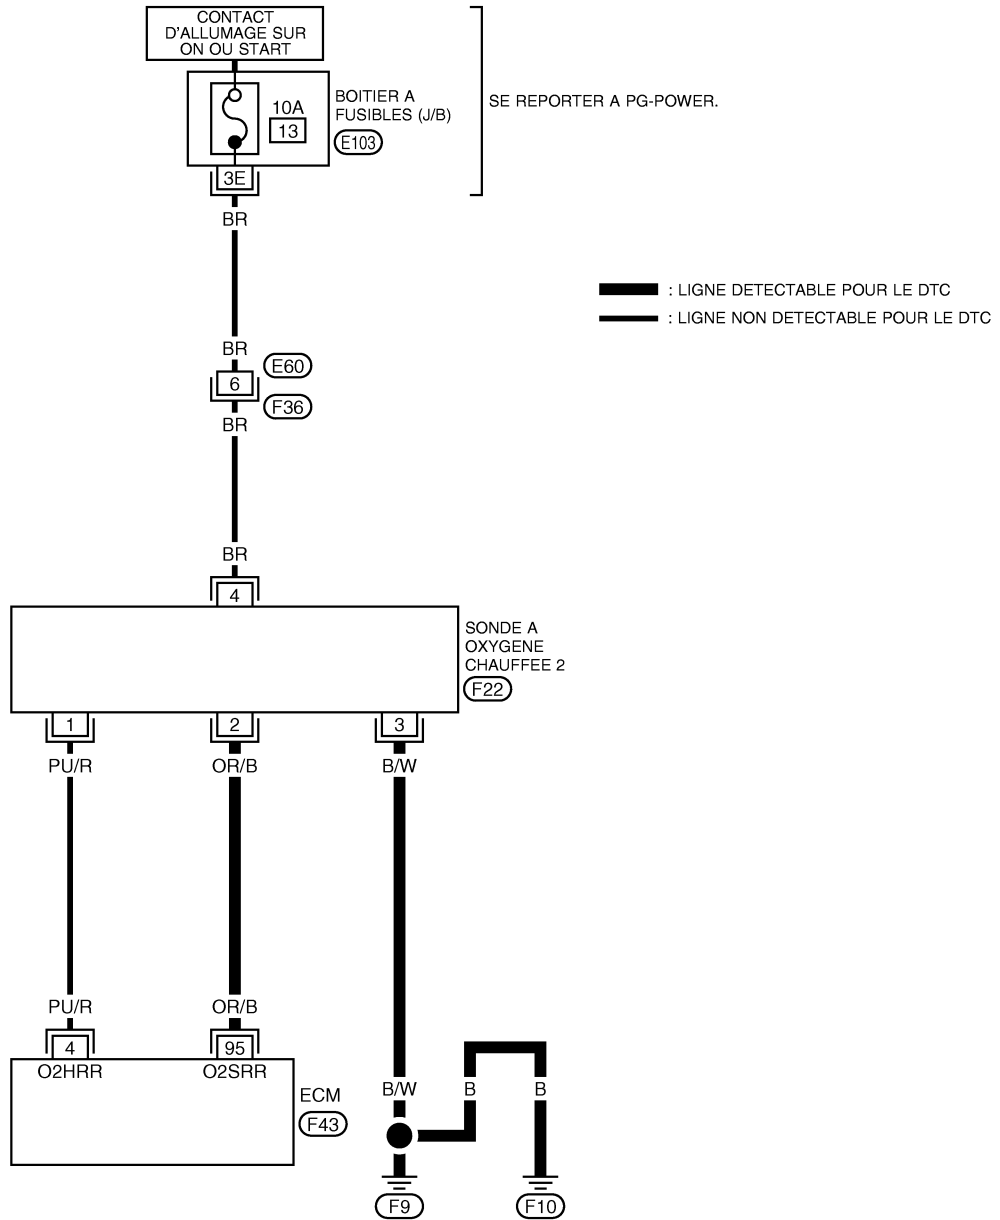 CONTACT
D'ALLUMAGE SUR
ON OU START
10A
13
BOITIER A
FUSIBLES (J/B)
E103
SE REPORTER A PG-POWER.
3E
BR
: LIGNE DETECTABLE POUR LE DTC
: LIGNE NON DETECTABLE POUR LE DTC
BR
E60
6
F36
BR
BR
4
SONDE A
OXYGENE
CHAUFFEE 2
F22
1 2 3
PU/R OR/B B/W
PU/R OR/B
4 95
O2HRR O2SRR
ECM
F43
B/W B B
F9 F10